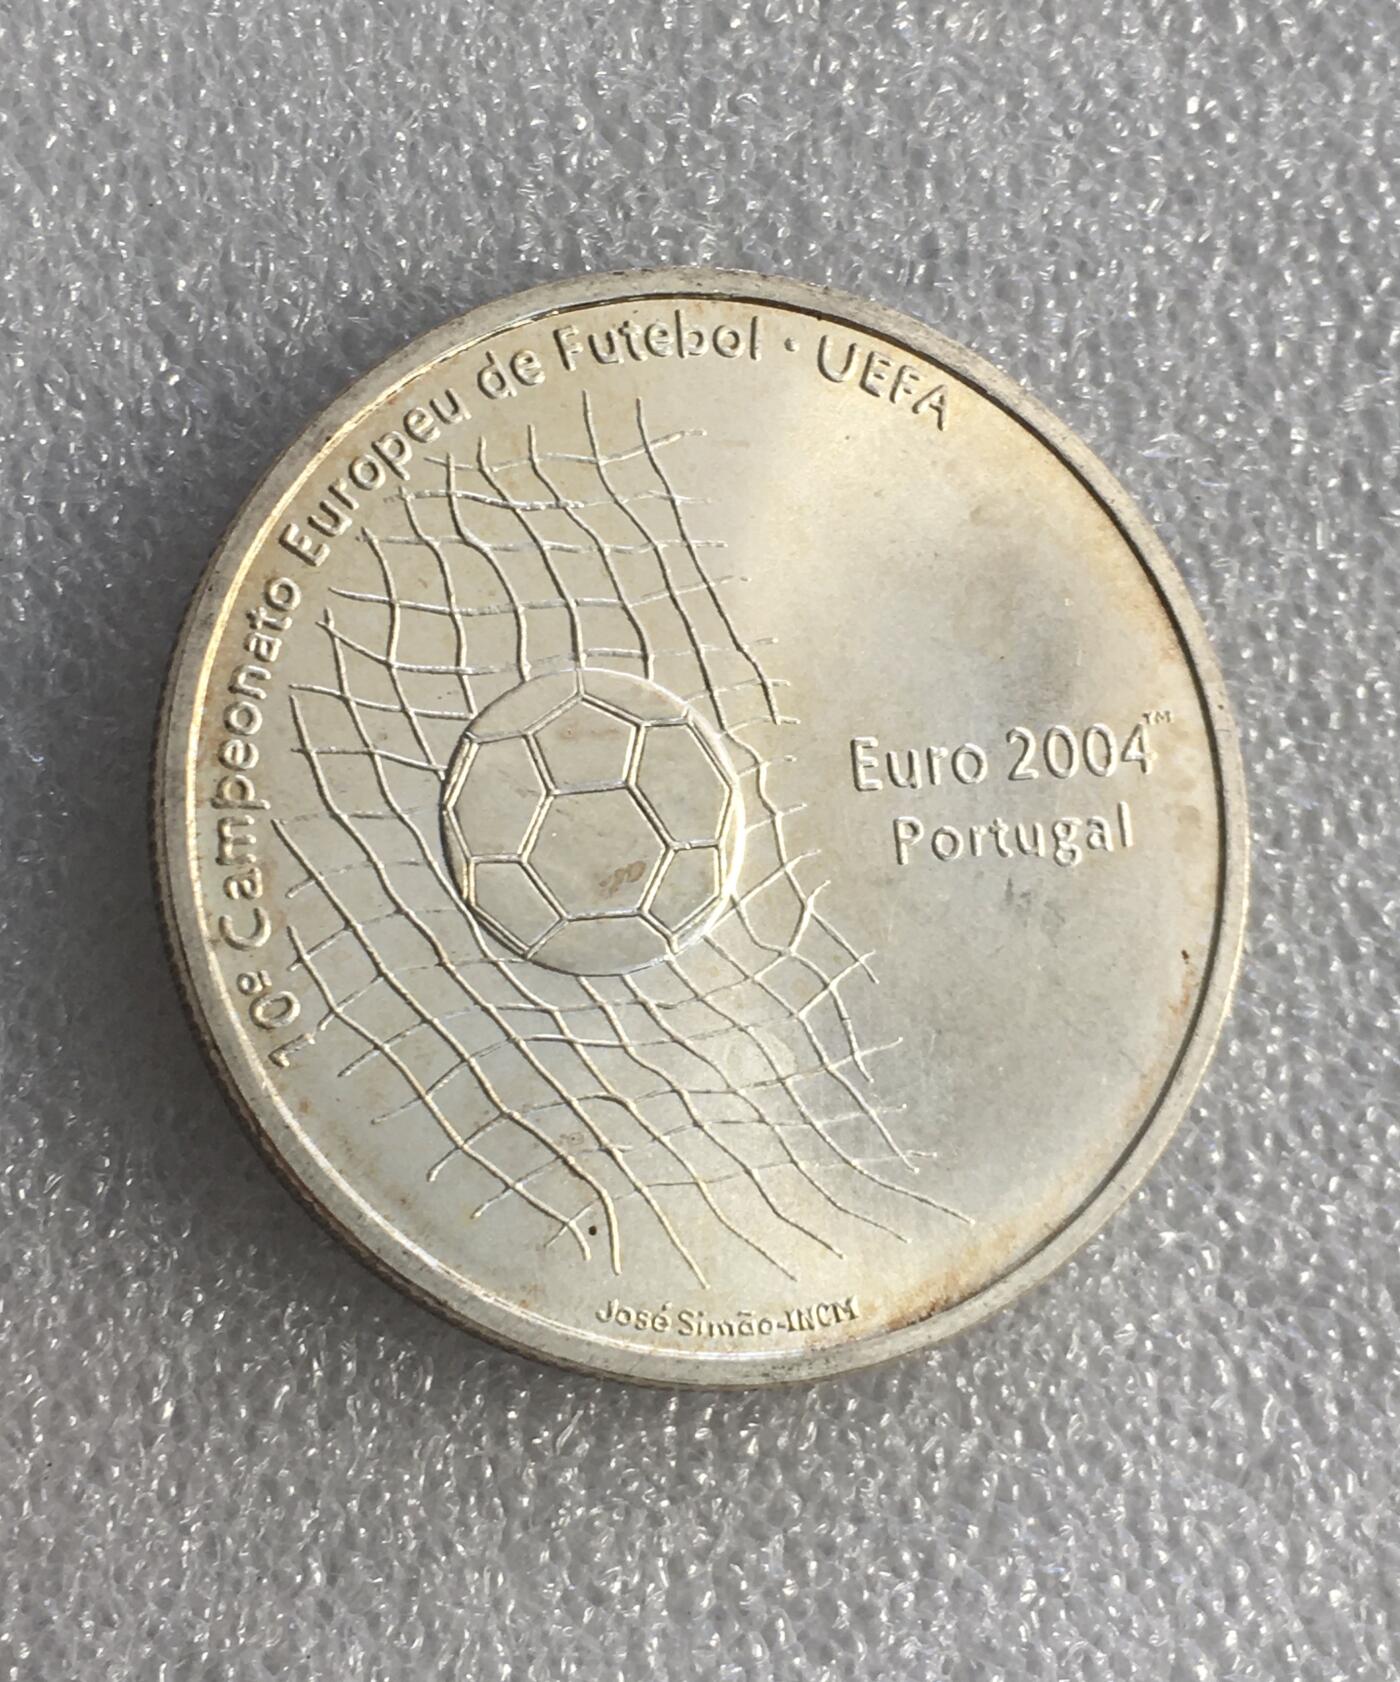 10º Campeonato Europeu de Futebol · UEFA
Euro 2004™
Portugal
José Simão-INCM